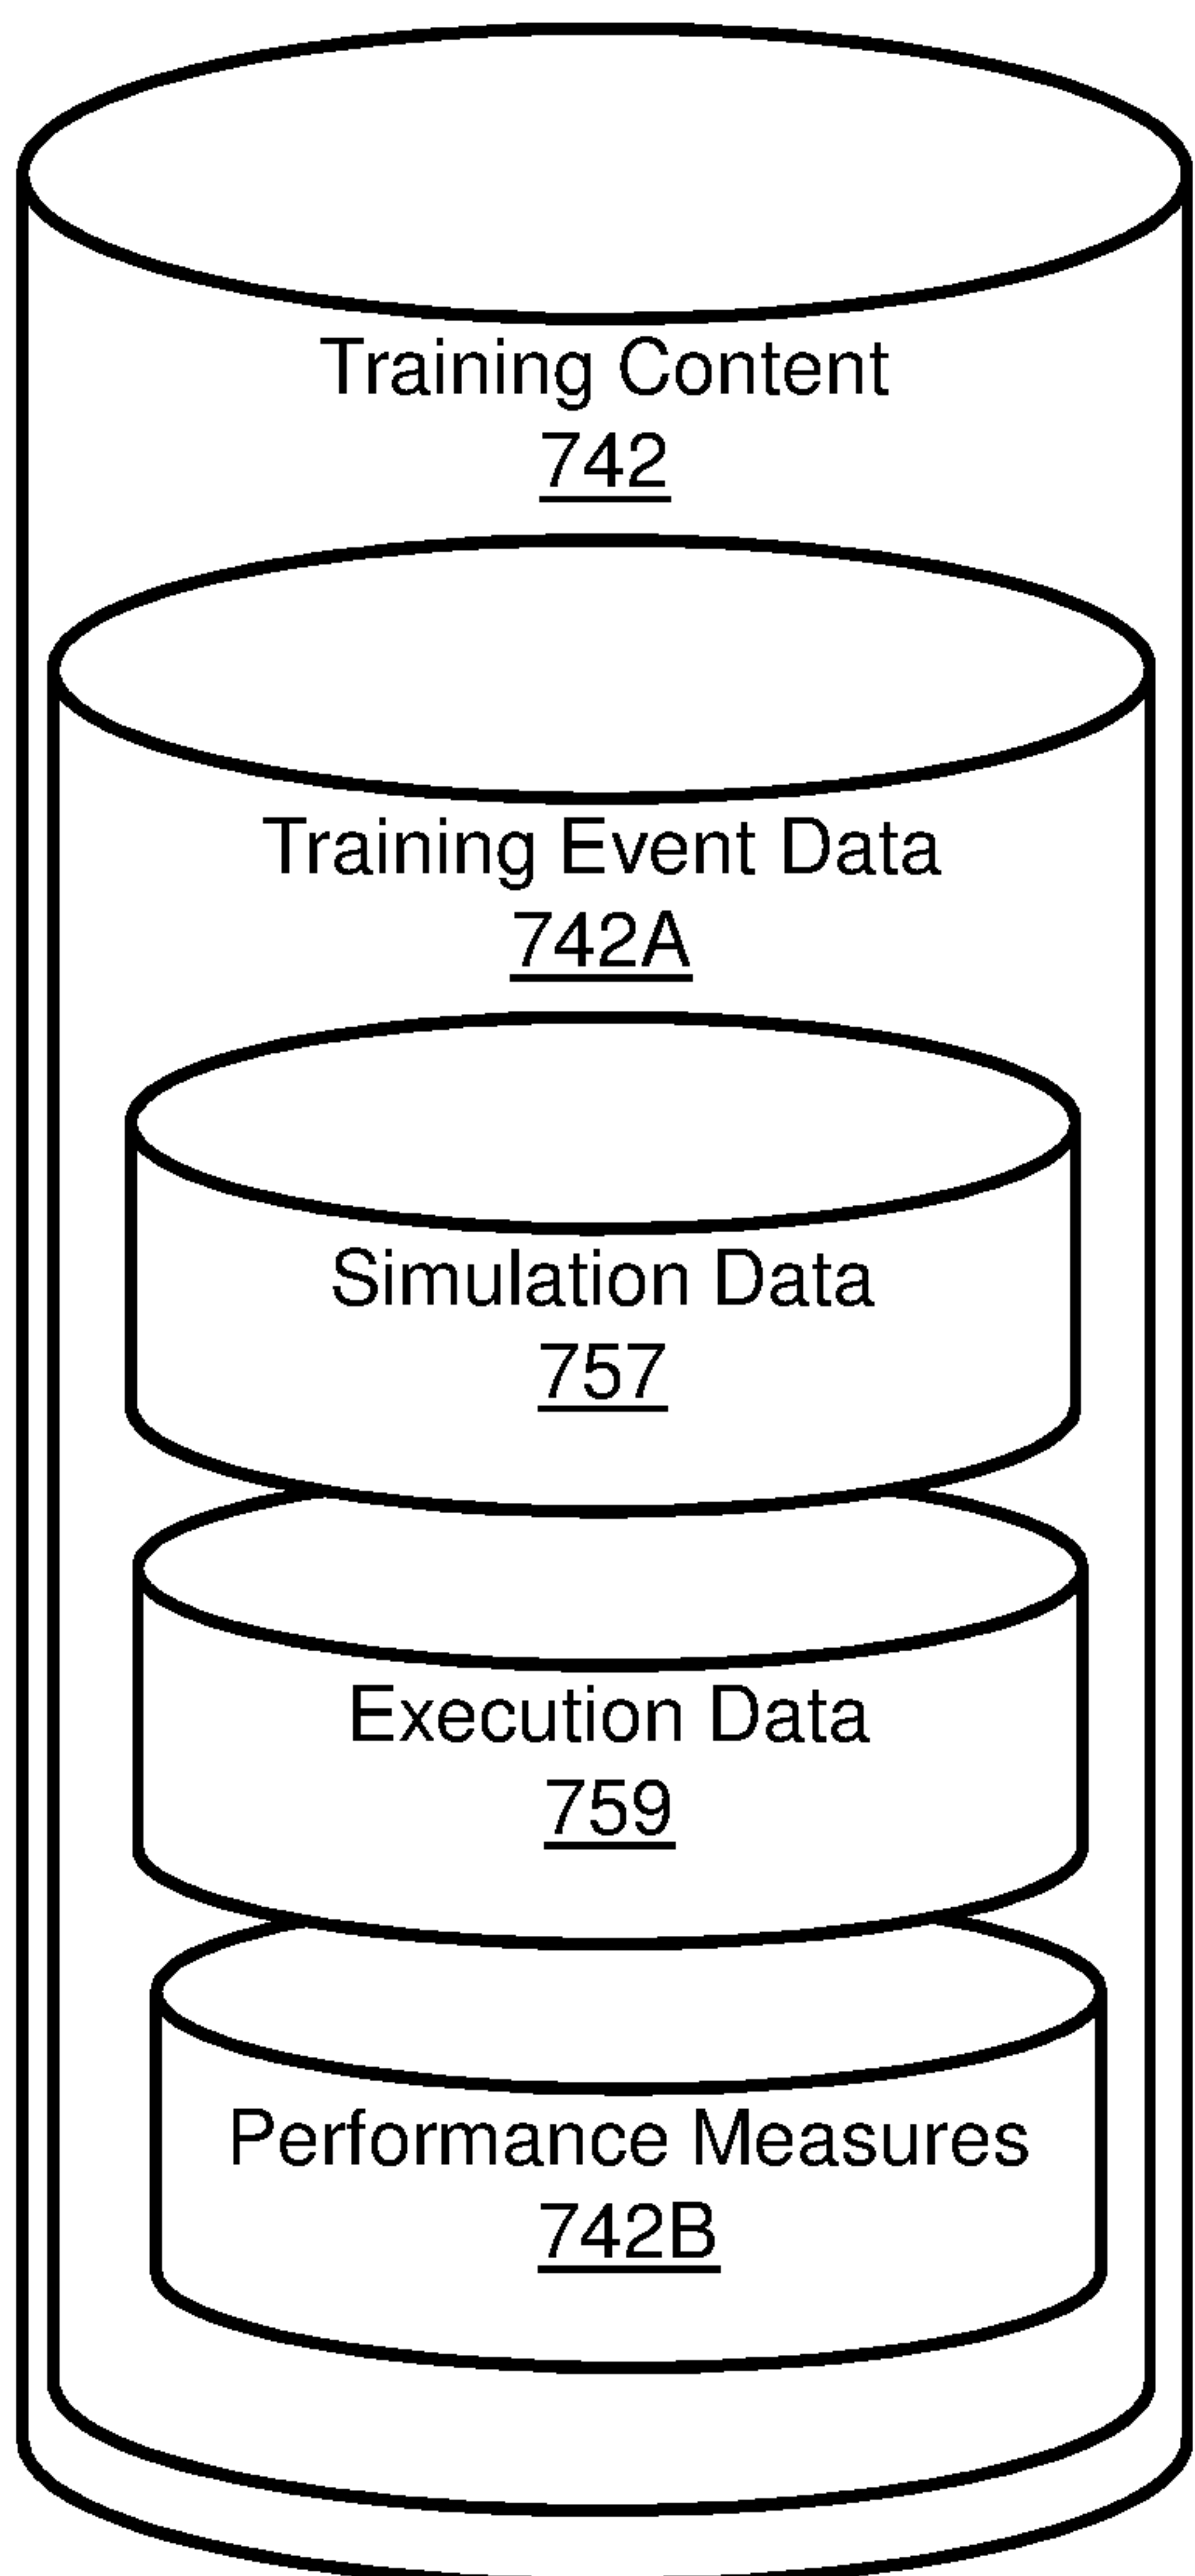 Training Content
742
Training Event Data
742A
Simulation Data
757
Execution Data
759
Performance Measures
742B